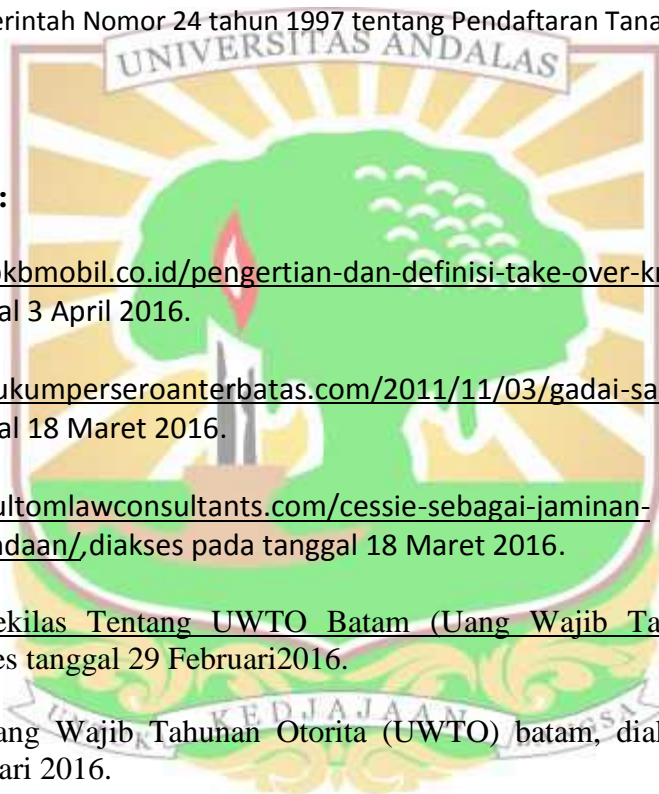 erintah Nomor 24 tahun 1997 tentang Pendaftaran Tana
UNIVERSITAS ANDALAS
:
okbmobil.co.id/pengertian-dan-definisi-take-over-kr
al 3 April 2016.
ukumperseroanterbatas.com/2011/11/03/gadai-sa
al 18 Maret 2016.
ultomlawconsultants.com/cessie-sebagai-jaminan-
adaan/,diakses pada tanggal 18 Maret 2016.
ekilas Tentang UWTO Batam (Uang Wajib Ta
es tanggal 29 Februari2016.
KEDJAJAAN BANGSA
ang Wajib Tahunan Otorita (UWTO) batam, dial
ari 2016.